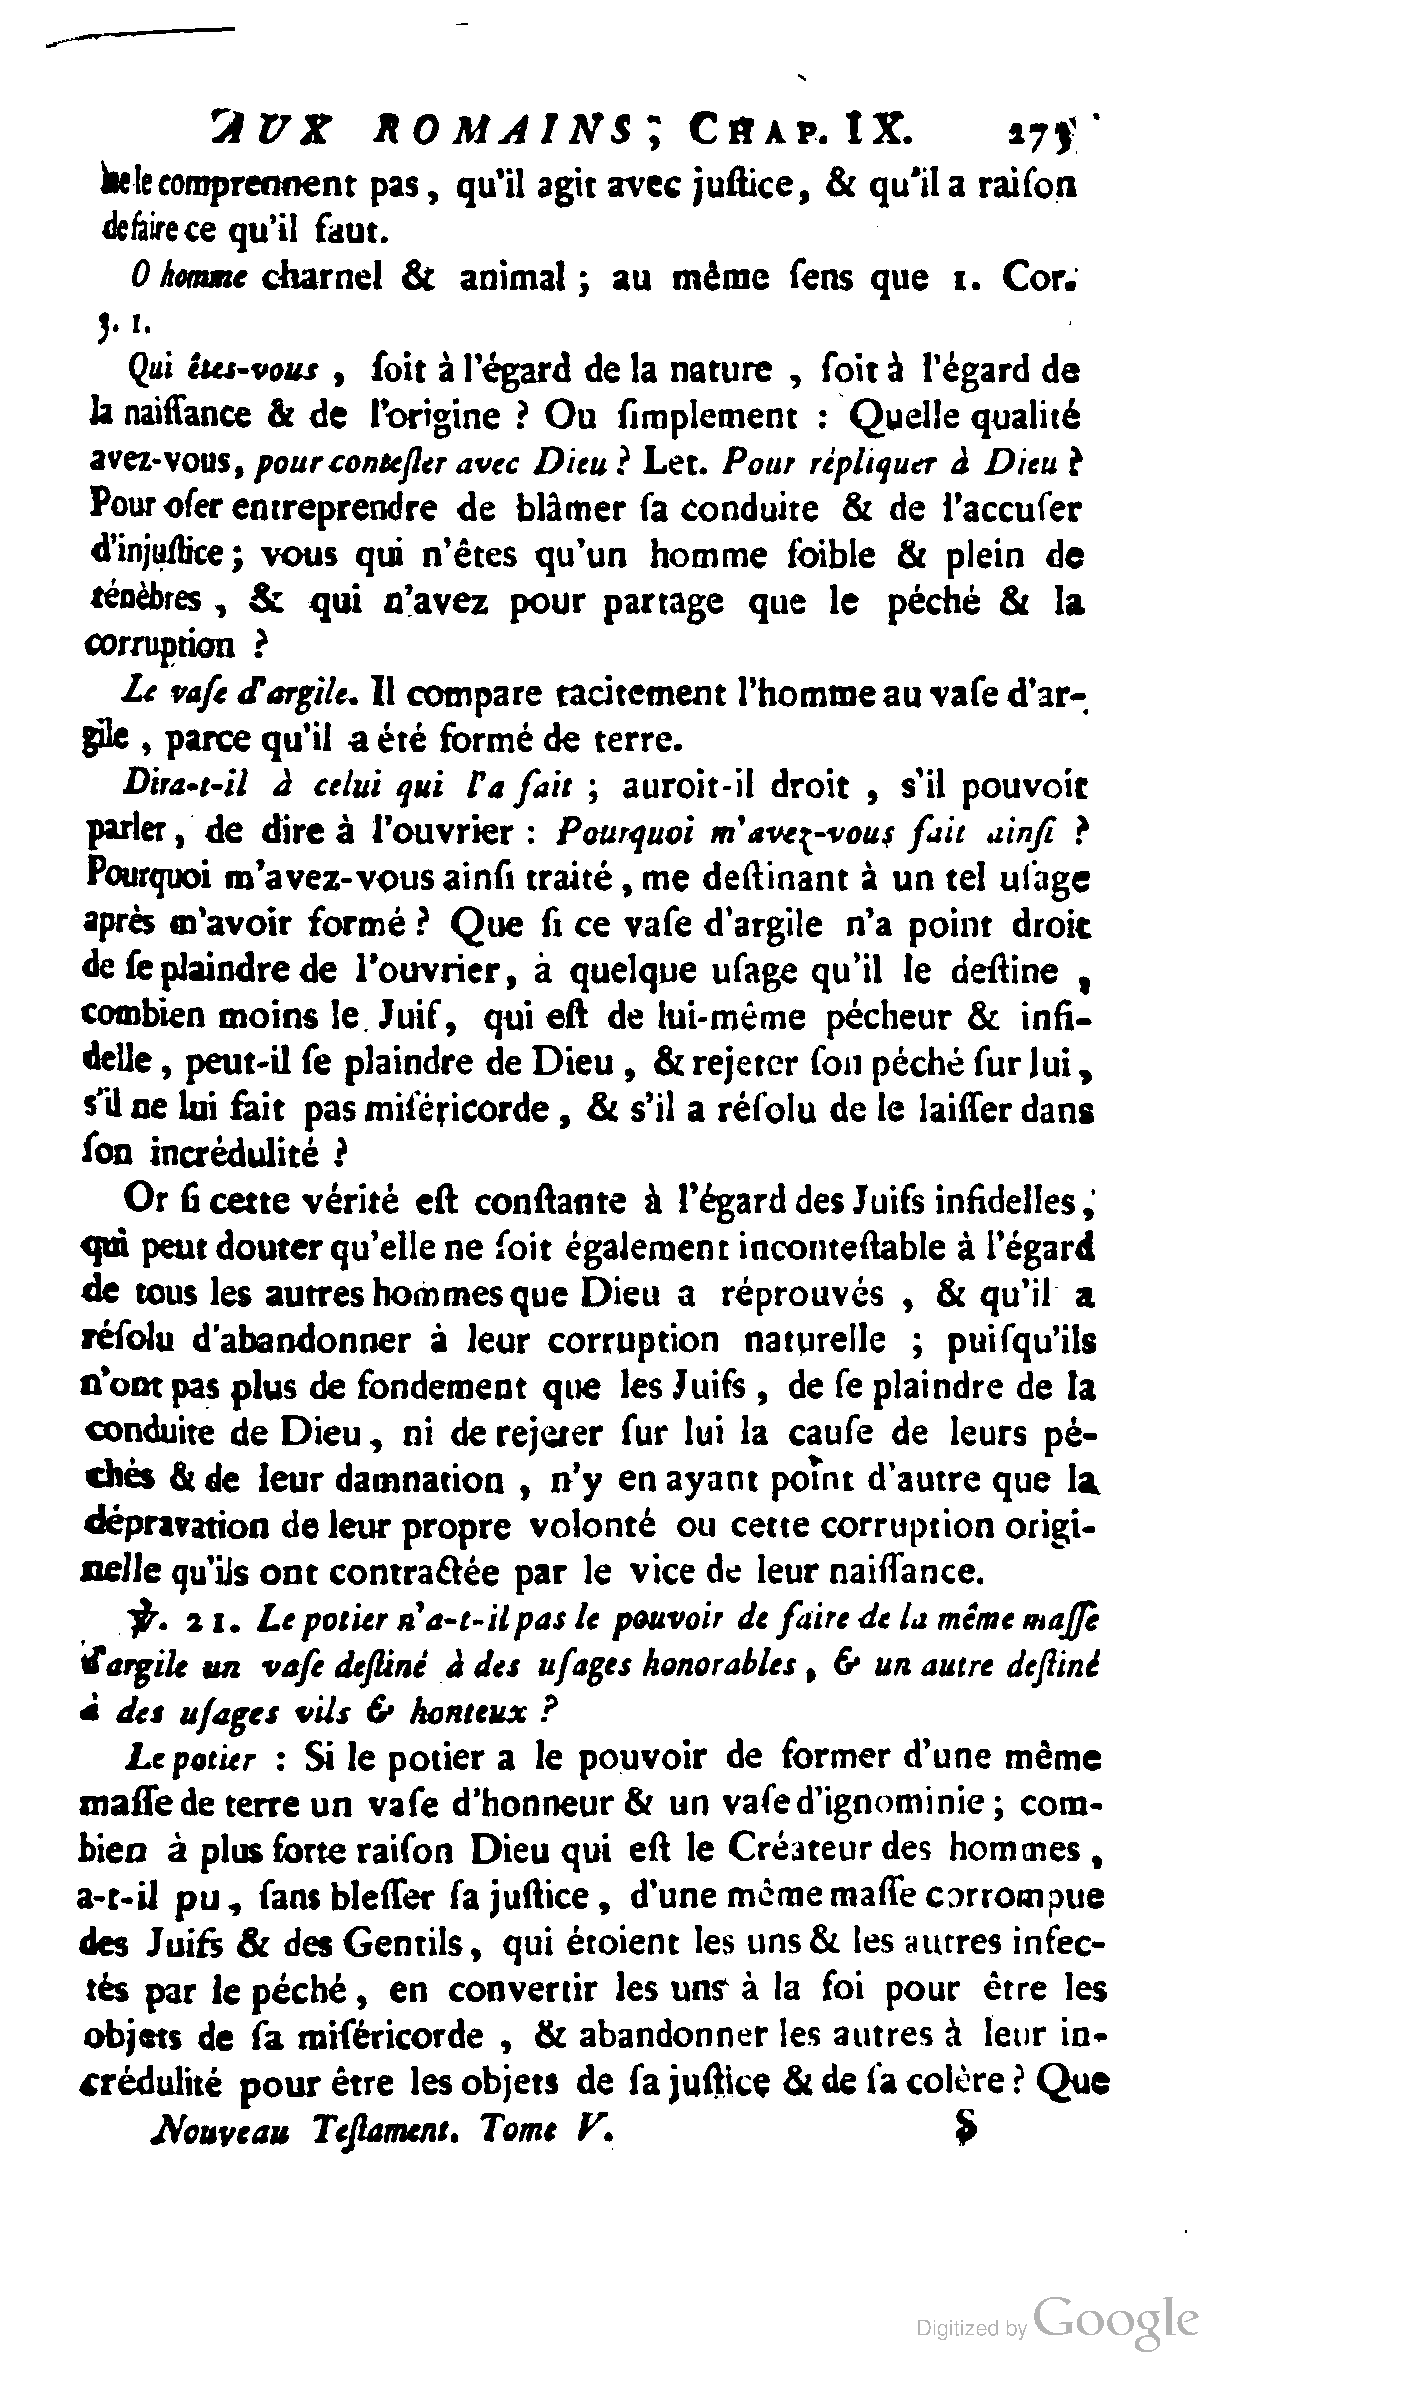 AUX ROMAINS; CHAP. IX. 273
ne le comprennent pas, qu'il agit avec juſtice, & qu'il a raiſon
de faire ce qu'il faut.
O homme charnel & animal ; au même ſens que 1. Cor.
3. 1.
Qui êtes-vous , ſoit à l'égard de la nature , ſoit à l'égard de
la naiſſance & de l'origine ? Ou ſimplement : Quelle qualité
avez-vous, pour conteſter avec Dieu ? Let. Pour répliquer à Dieu ?
Pour oſer entreprendre de blâmer ſa conduite & de l'accuſer
d'injuſtice ; vous qui n'êtes qu'un homme foible & plein de
ténèbres , & qui n'avez pour partage que le péché & la
corruption ?
Le vaſe d'argile. Il compare tacitement l'homme au vaſe d'ar-
gile , parce qu'il a été formé de terre.
Dira-t-il à celui qui l'a fait ; auroit-il droit , s'il pouvoit
parler, de dire à l'ouvrier : Pourquoi m'avez-vous fait ainſi ?
Pourquoi m'avez-vous ainſi traité , me deſtinant à un tel uſage
après m'avoir formé ? Que ſi ce vaſe d'argile n'a point droit
de ſe plaindre de l'ouvrier, à quelque uſage qu'il le deſtine ,
combien moins le Juif, qui eſt de lui-même pécheur & infi-
delle , peut-il ſe plaindre de Dieu , & rejeter ſon péché ſur lui,
s'il ne lui fait pas miſéricorde , & s'il a réſolu de le laiſſer dans
ſon incrédulité ?
Or ſi cette vérité eſt conſtante à l'égard des Juifs infidelles,
qui peut douter qu'elle ne ſoit également inconteſtable à l'égard
de tous les autres hommes que Dieu a réprouvés , & qu'il a
réſolu d'abandonner à leur corruption naturelle ; puiſqu'ils
n'ont pas plus de fondement que les Juifs , de ſe plaindre de la
conduite de Dieu, ni de rejeter ſur lui la cauſe de leurs pé-
chés & de leur damnation , n'y en ayant point d'autre que la
dépravation de leur propre volonté ou cette corruption origi-
nelle qu'ils ont contractée par le vice de leur naiſſance.
℣. 21. Le potier n'a-t-il pas le pouvoir de faire de la même maſſe
d'argile un vaſe deſtiné à des uſages honorables, & un autre deſtiné
à des uſages vils & honteux ?
Le potier : Si le potier a le pouvoir de former d'une même
maſſe de terre un vaſe d'honneur & un vaſe d'ignominie ; com-
bien à plus forte raiſon Dieu qui eſt le Créateur des hommes ,
a-t-il pu, ſans bleſſer ſa juſtice, d'une même maſſe corrompue
des Juifs & des Gentils, qui étoient les uns & les autres infec-
tés par le péché, en convertir les uns à la foi pour être les
objets de ſa miſéricorde , & abandonner les autres à leur in-
crédulité pour être les objets de ſa juſtice & de ſa colère ? Que
Nouveau Teſtament. Tome V. S
Digitized by Google